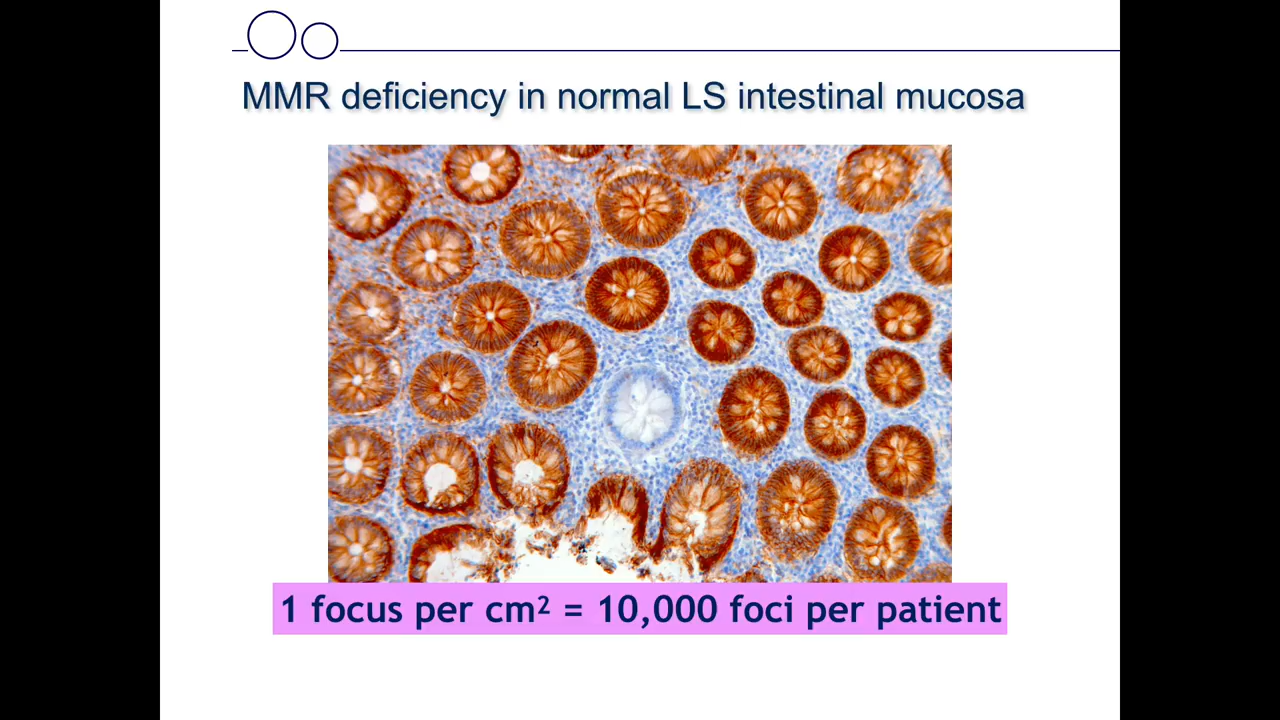 MMR deficiency in normal LS intestinal mucosa
1 focus per cm² = 10,000 foci per patient